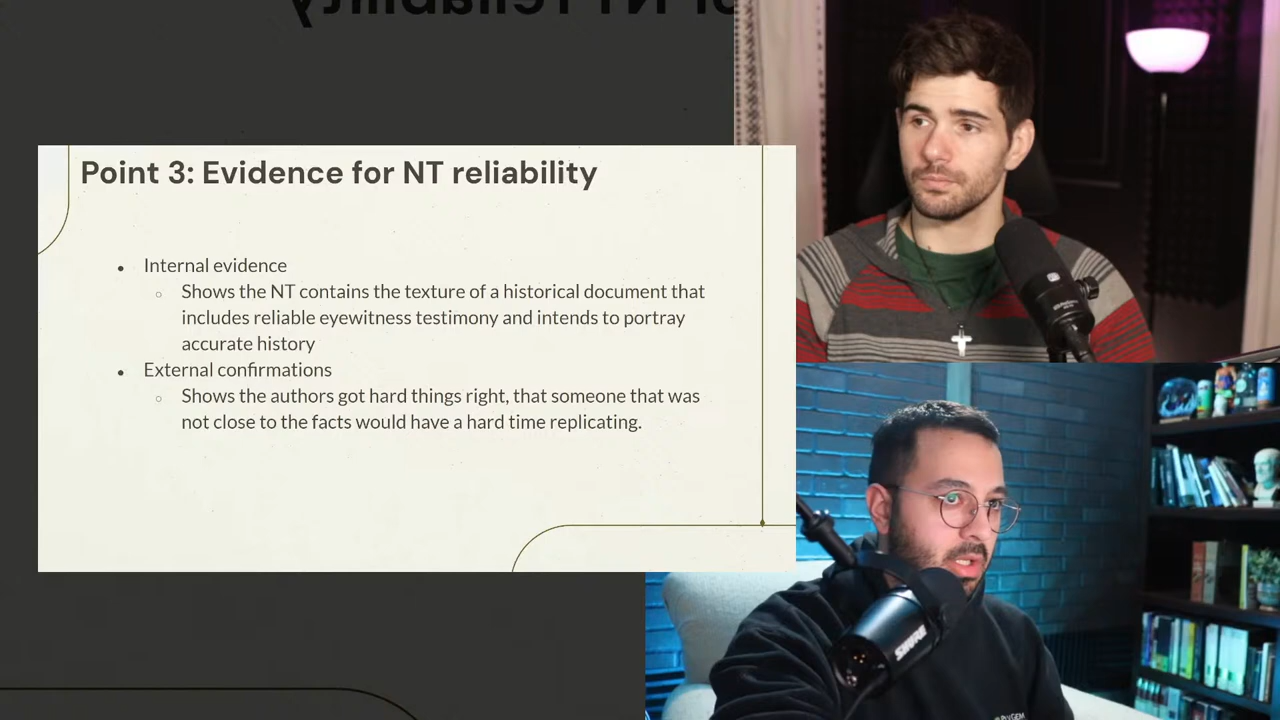 Point 3: Evidence for NT reliability
Internal evidence
Shows the NT contains the texture of a historical document that
includes reliable eyewitness testimony and intends to portray
accurate history
External confirmations
Shows the authors got hard things right, that someone that was
not close to the facts would have a hard time replicating.
SHURE